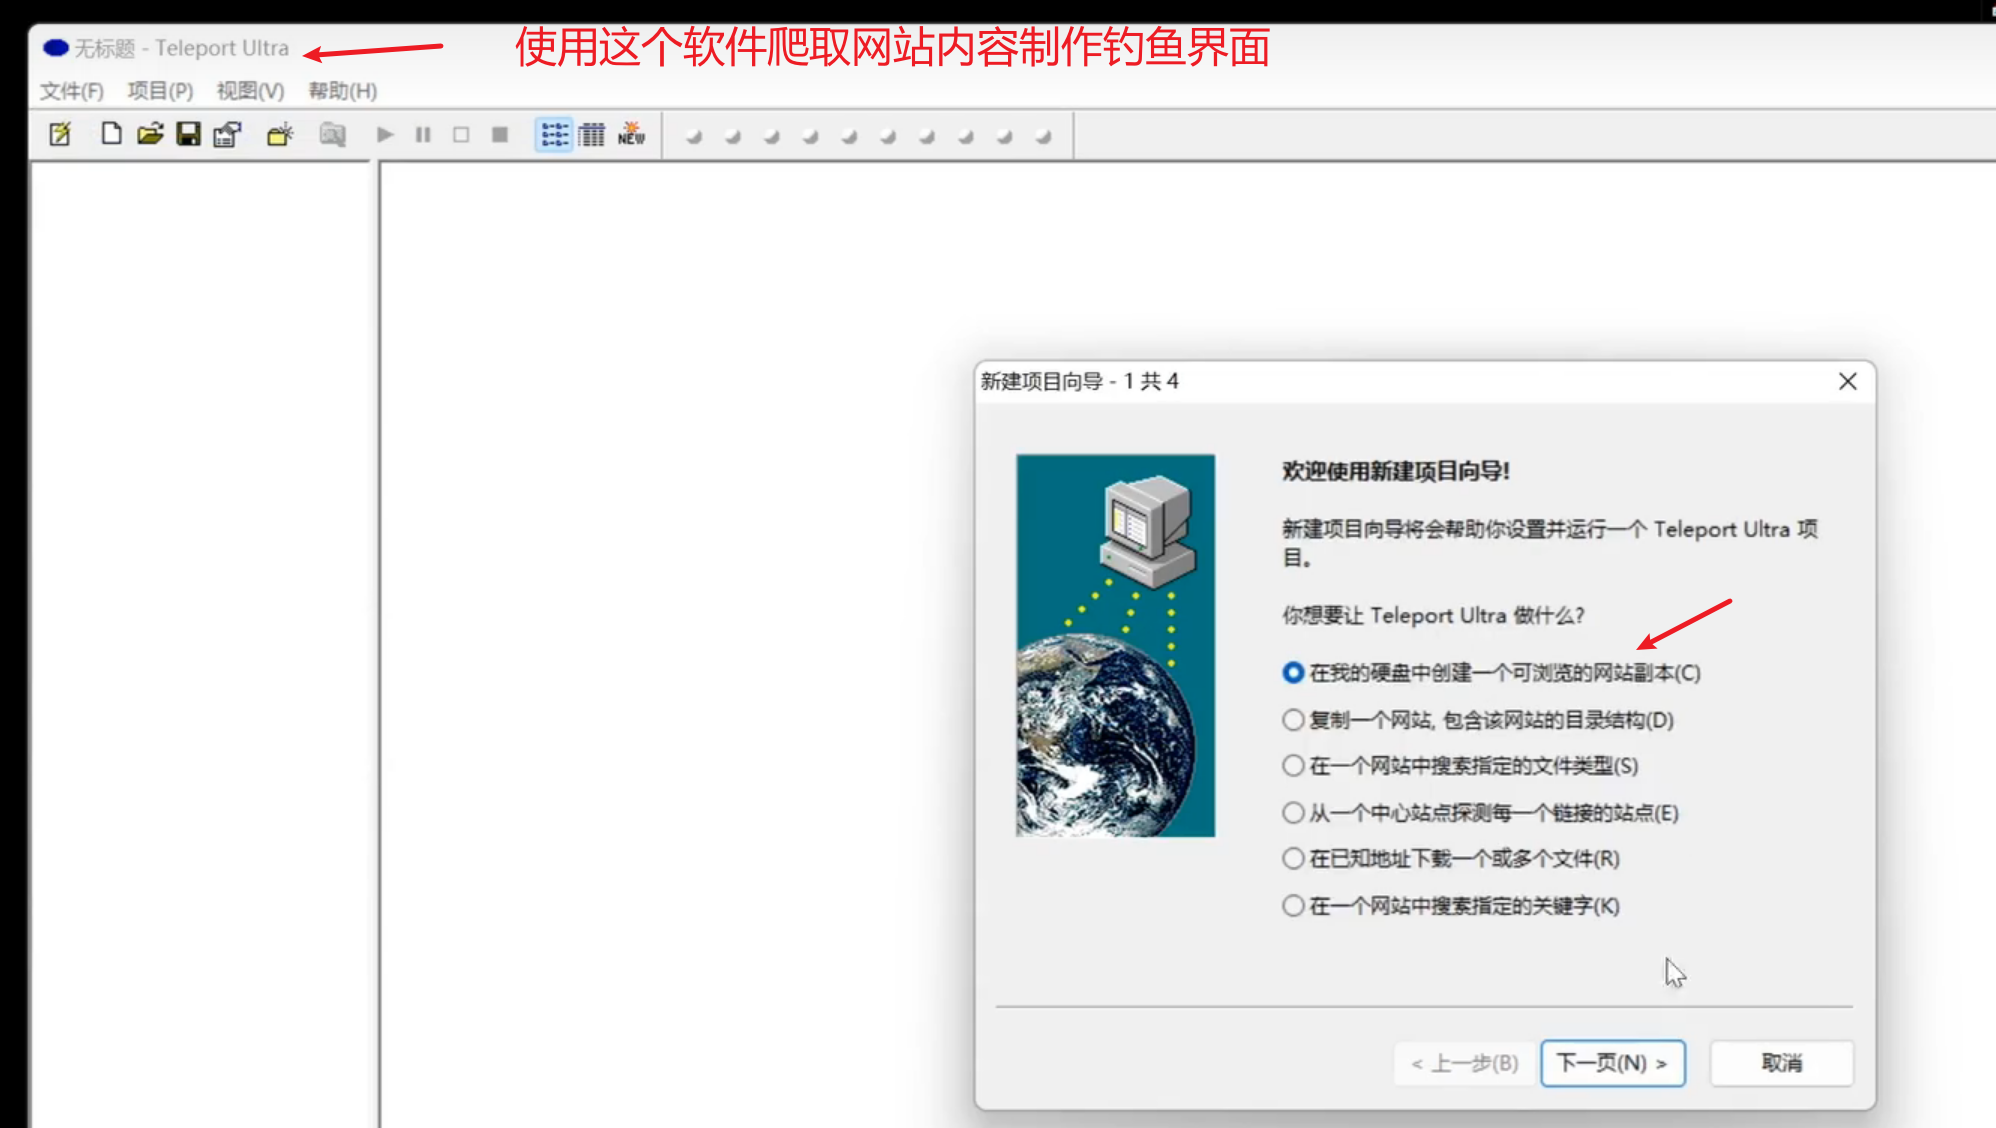 无标题 - Teleport Ultra
使用这个软件爬取网站内容制作钓鱼界面
文件(F) 项目(P) 视图(V) 帮助(H)
NEW
新建项目向导 - 1 共 4
欢迎使用新建项目向导!
新建项目向导将会帮助你设置并运行一个 Teleport Ultra 项
目。
你想要让 Teleport Ultra 做什么?
在我的硬盘中创建一个可浏览的网站副本(C)
复制一个网站, 包含该网站的目录结构(D)
在一个网站中搜索指定的文件类型(S)
从一个中心站点探测每一个链接的站点(E)
在已知地址下载一个或多个文件(R)
在一个网站中搜索指定的关键字(K)
< 上一步(B) 下一页(N) > 取消